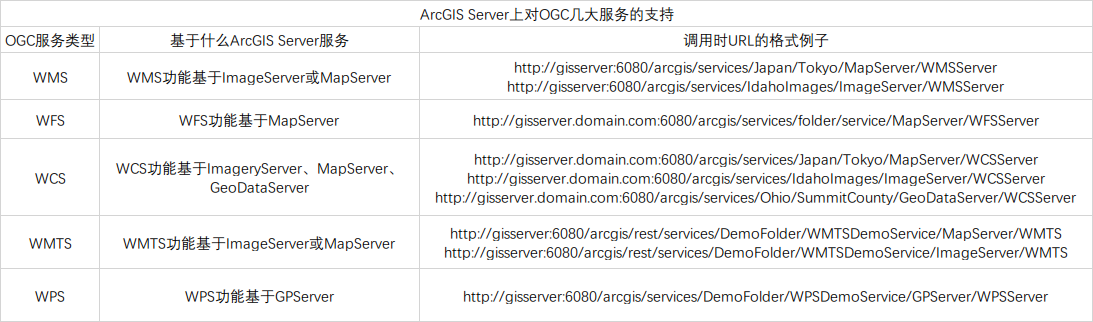 ArcGIS Server上对OGC几大服务的支持
OGC服务类型
基于什么ArcGIS Server服务
调用时URL的格式例子
WMS
WMS功能基于ImageServer或MapServer
http://gisserver:6080/arcgis/services/Japan/Tokyo/MapServer/WMSServer
http://gisserver:6080/arcgis/services/IdahoImages/ImageServer/WMSServer
WFS
WFS功能基于MapServer
http://gisserver.domain.com:6080/arcgis/services/folder/service/MapServer/WFSServer
WCS
WCS功能基于ImageryServer、MapServer、
GeoDataServer
http://gisserver.domain.com:6080/arcgis/services/Japan/Tokyo/MapServer/WCSServer
http://gisserver.domain.com:6080/arcgis/services/IdahoImages/ImageServer/WCSServer
http://gisserver.domain.com:6080/arcgis/services/Ohio/SummitCounty/GeoDataServer/WCSServer
WMTS
WMTS功能基于ImageServer或MapServer
http://gisserver:6080/arcgis/rest/services/DemoFolder/WMTSDemoService/MapServer/WMTS
http://gisserver:6080/arcgis/rest/services/DemoFolder/WMTSDemoService/ImageServer/WMTS
WPS
WPS功能基于GPServer
http://gisserver:6080/arcgis/services/DemoFolder/WPSDemoService/GPServer/WPSServer